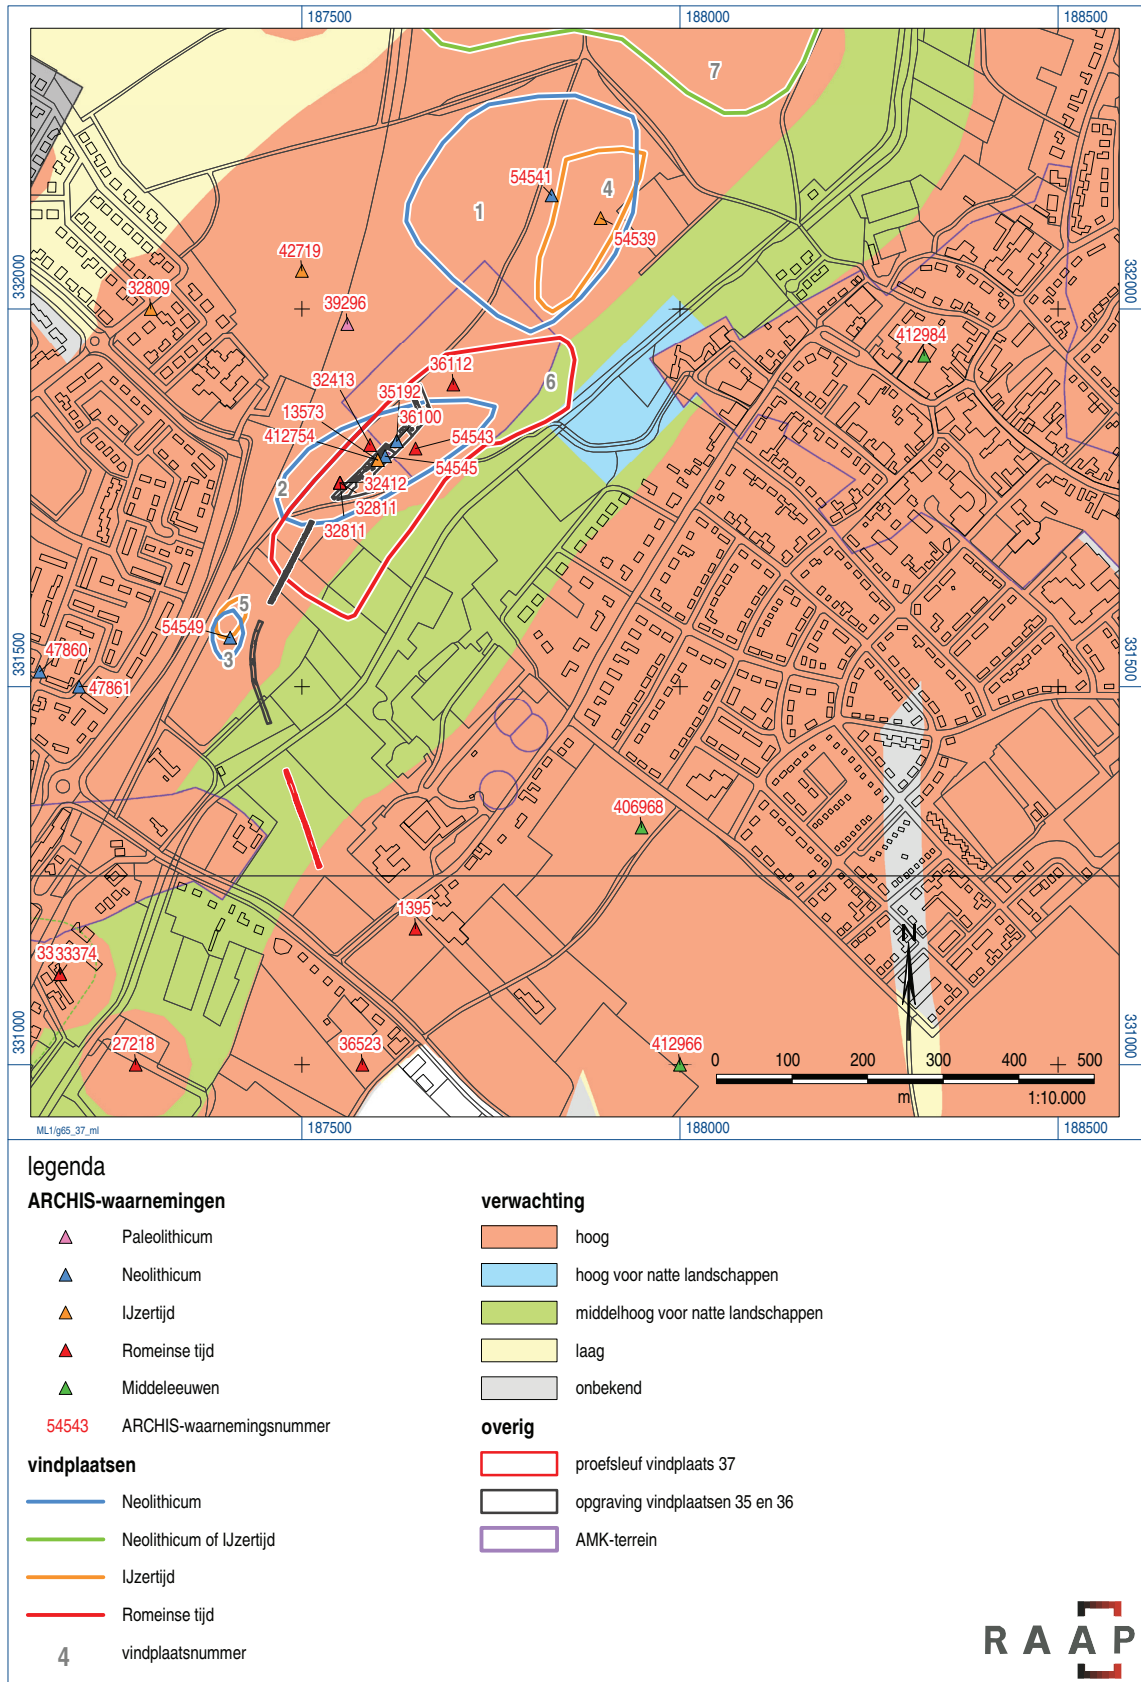 187500 188000 188500
7
54541
1 4
54539
42719
332000 332000
32809
39296
412984
36112
32413 35192
6
13573 36100
412754 54543
54545
2 32412
32811
32811
5
54549
3
47860
331500 331500
47861
406968
1395
N
33 33374
331000 331000
27218 36523 412966
0 100 200 300 400 500
m 1:10.000
ML1/g65_37_ml
187500 188000 188500
legenda
ARCHIS-waarnemingen
Paleolithicum
Neolithicum
IJzertijd
Romeinse tijd
Middeleeuwen
54543 ARCHIS-waarnemingsnummer
vindplaatsen
Neolithicum
Neolithicum of IJzertijd
IJzertijd
Romeinse tijd
4 vindplaatsnummer
verwachting
hoog
hoog voor natte landschappen
middelhoog voor natte landschappen
laag
onbekend
overig
proefsleuf vindplaats 37
opgraving vindplaatsen 35 en 36
AMK-terrein
RAAP